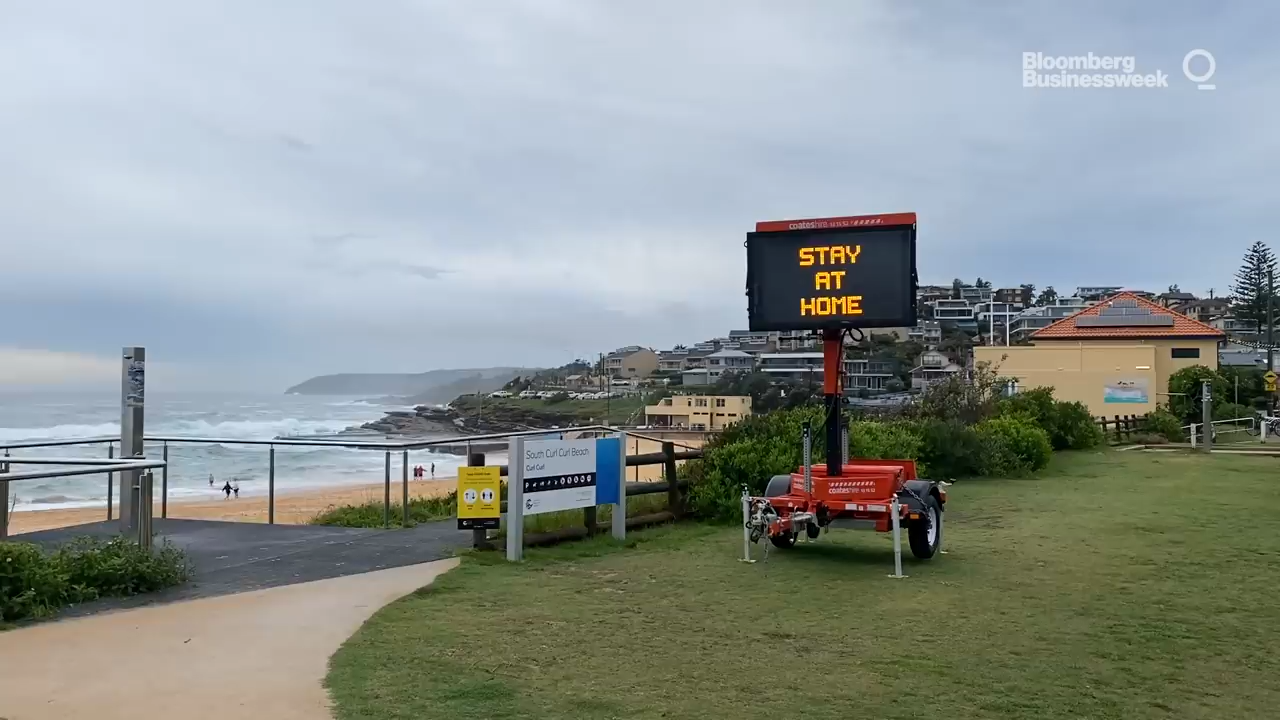 Bloomberg
Businessweek
coateshire
STAY
AT
HOME
South Curl Curl Beach
Curl Curl
coateshire